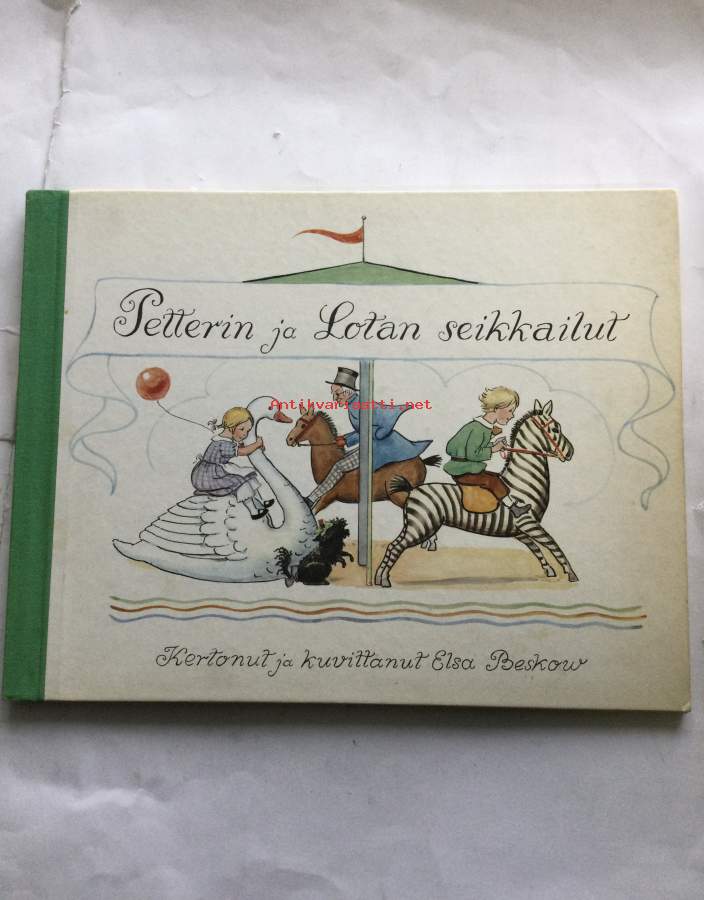 Petterin ja Lotan seikkailut
Antikvariaatti.net
Kertonut ja kuvittanut Elsa Beskow